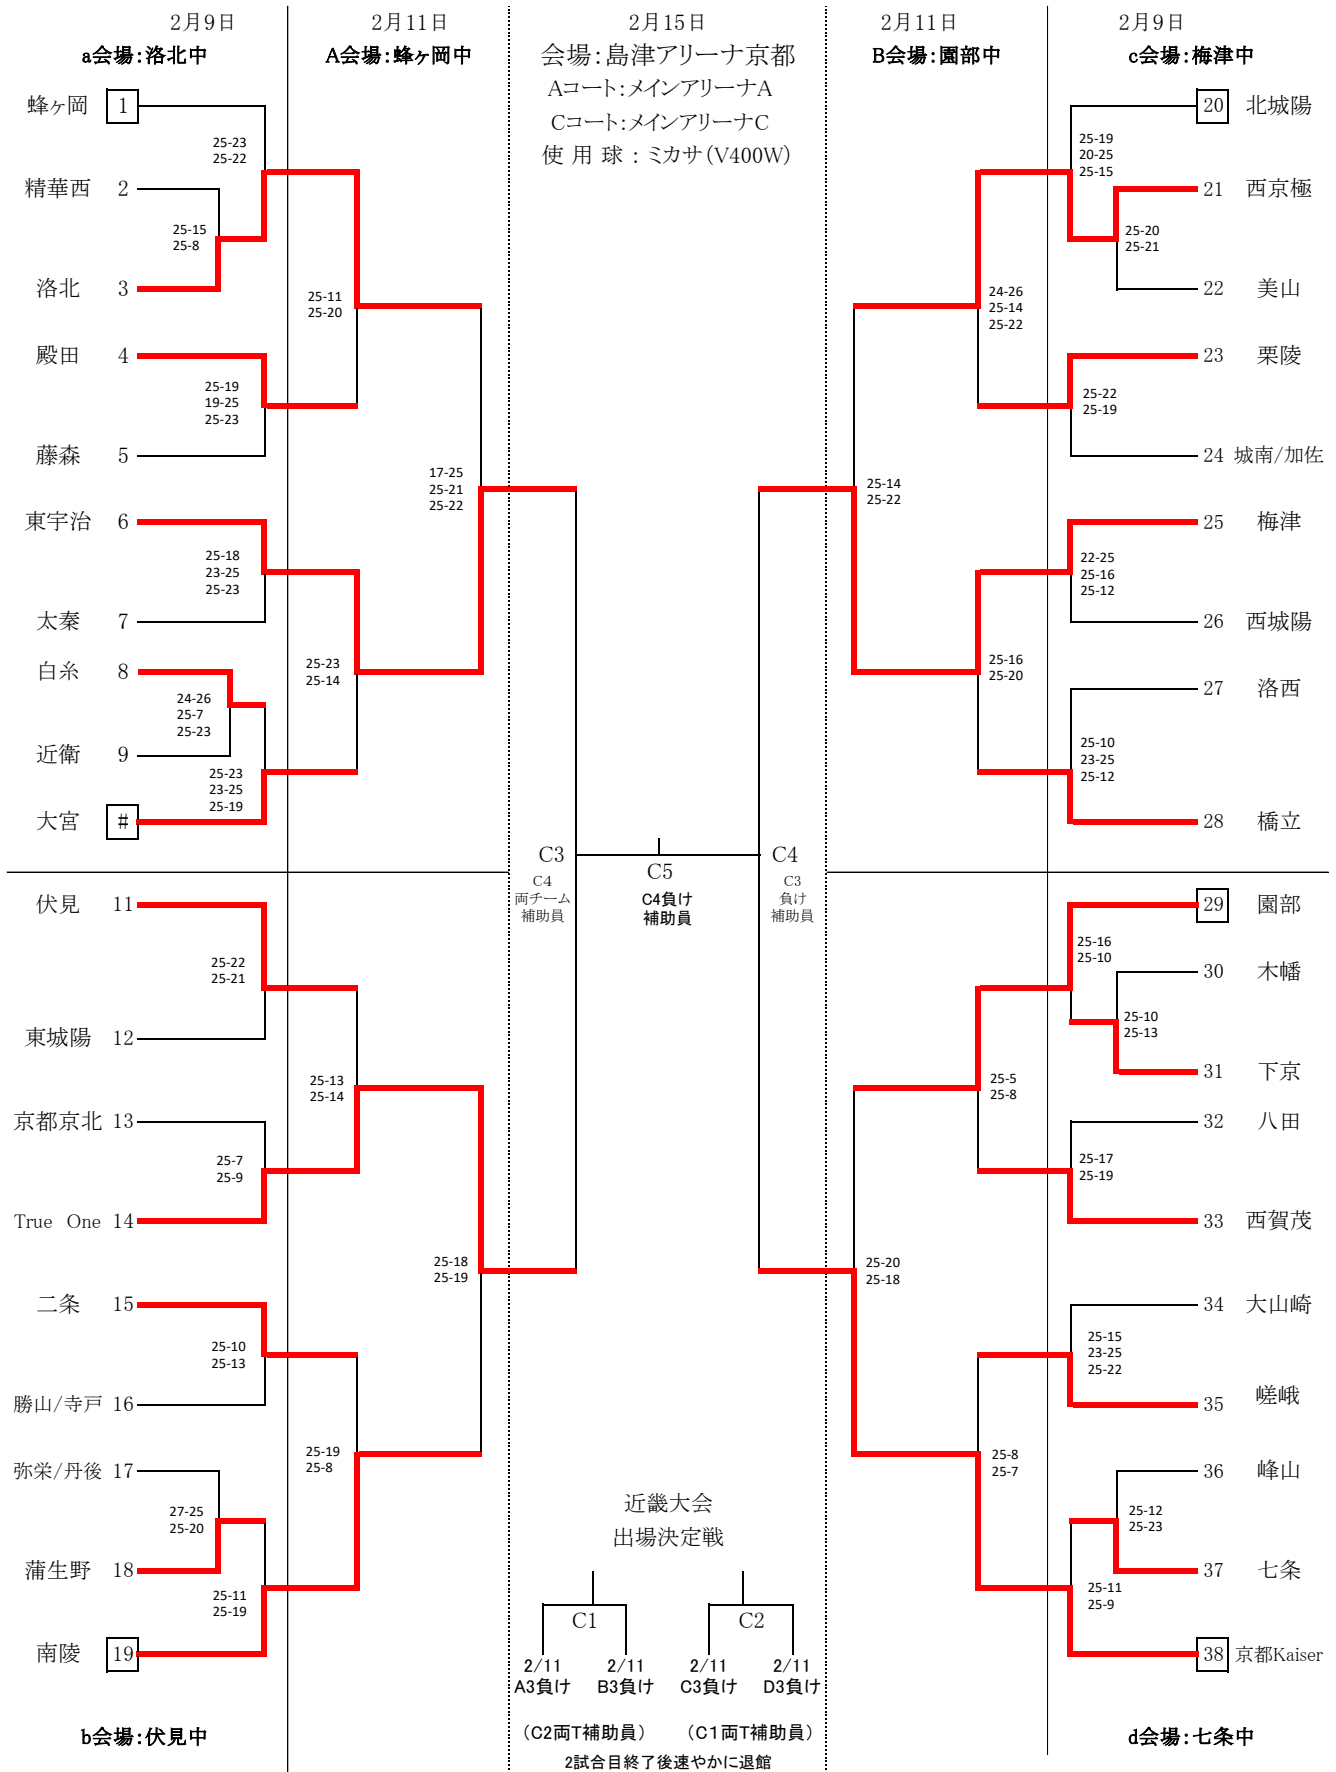 2月9日
2月11日
2月15日
2月11日
2月9日
a会場:洛北中
A会場:蜂ヶ岡中
会場:島津アリーナ京都
B会場:園部中
c会場:梅津中
Aコート:メインアリーナA
Cコート:メインアリーナC
使 用 球 : ミカサ(V400W)
蜂ヶ岡 1
25-23
25-22
精華西 2
25-15
25-8
洛北 3
25-11
25-20
殿田 4
25-19
19-25
25-23
藤森 5
17-25
25-21
25-22
東宇治 6
25-18
23-25
25-23
太秦 7
白糸 8
25-23
25-14
24-26
25-7
25-23
近衛 9
25-23
23-25
25-19
大宮 #
20 北城陽
25-19
20-25
25-15
21 西京極
25-20
25-21
22 美山
24-26
25-14
25-22
23 栗陵
25-22
25-19
24 城南/加佐
25-14
25-22
25 梅津
22-25
25-16
25-12
26 西城陽
25-16
25-20
27 洛西
25-10
23-25
25-12
28 橋立
C3
C4
両チーム
補助員
C5
C4負け
補助員
C4
C3
負け
補助員
伏見 11
25-22
25-21
東城陽 12
25-13
25-14
京都京北 13
25-7
25-9
True One 14
25-18
25-19
二条 15
25-10
25-13
勝山/寺戸 16
25-19
25-8
弥栄/丹後 17
27-25
25-20
蒲生野 18
25-11
25-19
南陵 19
29 園部
25-16
25-10
30 木幡
25-10
25-13
31 下京
25-5
25-8
32 八田
25-17
25-19
33 西賀茂
25-20
25-18
34 大山崎
25-15
23-25
25-22
35 嵯峨
25-8
25-7
36 峰山
25-12
25-23
37 七条
25-11
25-9
38 京都Kaiser
近畿大会
出場決定戦
C1
C2
2/11
A3負け
2/11
B3負け
2/11
C3負け
2/11
D3負け
(C2両T補助員)
(C1両T補助員)
2試合目終了後速やかに退館
b会場:伏見中
d会場:七条中